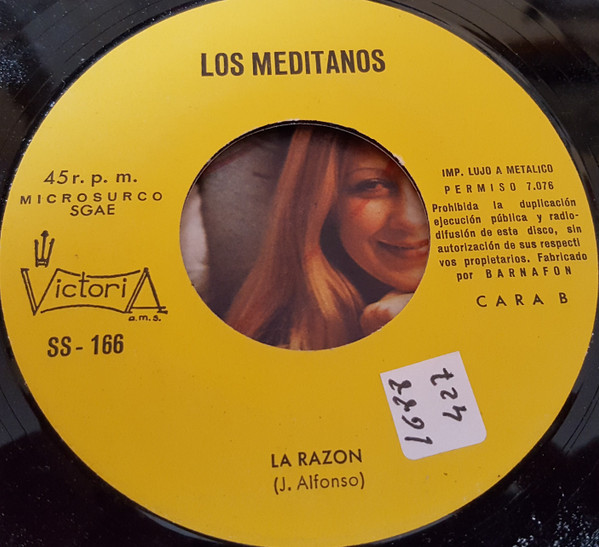 LOS MEDITANOS
45 r. p. m.
MICROSURCO
SGAE
Victoria
a.m.s.
SS - 166
IMP. LUJO A METALICO
PERMISO 7.076
Prohibida la duplicación
ejecución pública y radio-
difusión de este disco, sin
autorización de sus respecti
vos propietarios. Fabricado
por BARNAFON
CARA B
LA RAZON
(J. Alfonso)